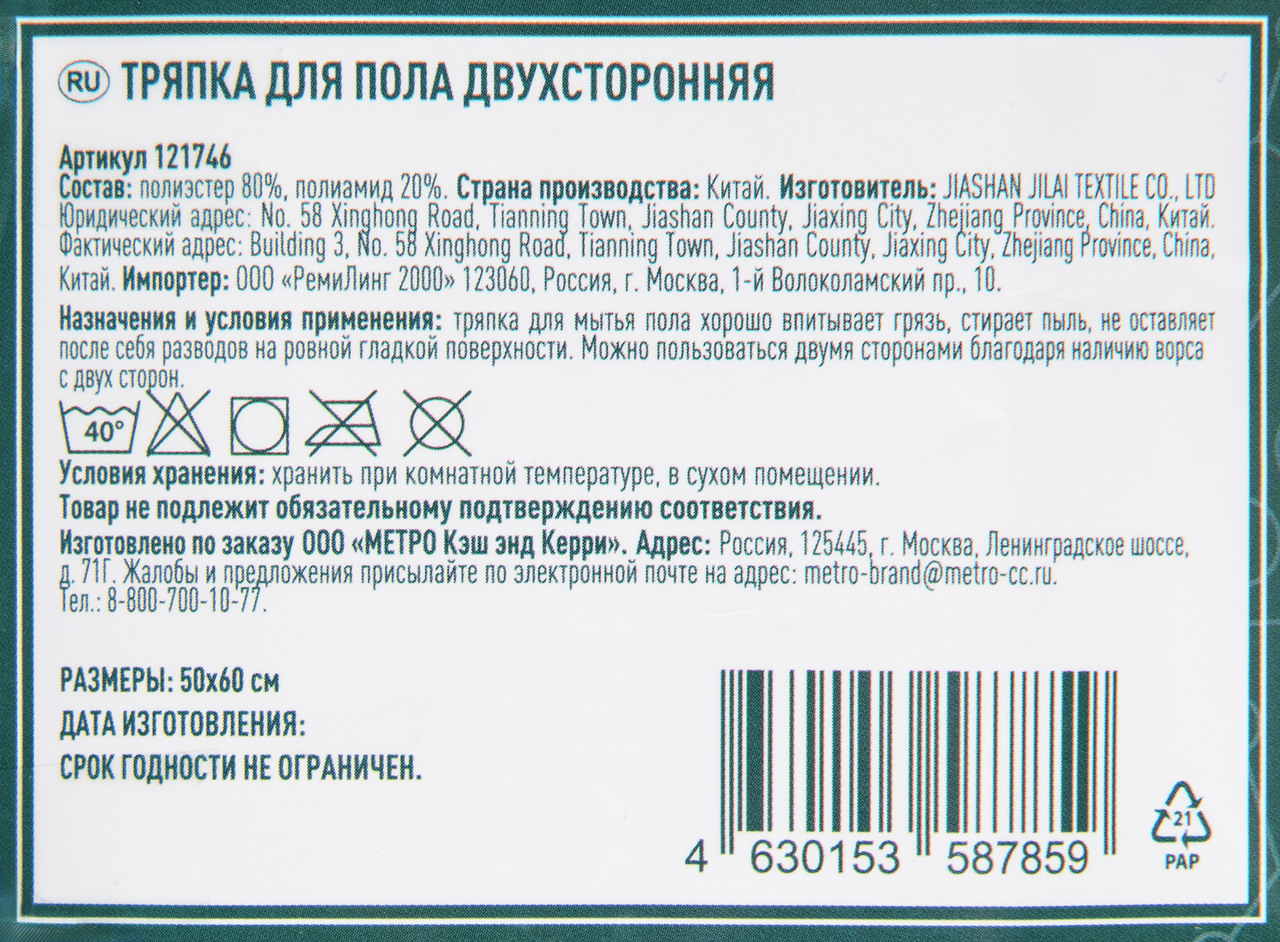 RU ТРЯПКА ДЛЯ ПОЛА ДВУХСТОРОННЯЯ
Артикул 121746
Состав: полиэстер 80%, полиамид 20%. Страна производства: Китай. Изготовитель: JIASHAN JILAI TEXTILE CO., LTD
Юридический адрес: No. 58 Xinghong Road, Tianning Town, Jiashan County, Jiaxing City, Zhejiang Province, China, Китай.
Фактический адрес: Building 3, No. 58 Xinghong Road, Tianning Town, Jiashan County, Jiaxing City, Zhejiang Province, China,
Китай. Импортер: ООО «РемиЛинг 2000» 123060, Россия, г. Москва, 1-й Волоколамский пр., 10.
Назначения и условия применения: тряпка для мытья пола хорошо впитывает грязь, стирает пыль, не оставляет
после себя разводов на ровной гладкой поверхности. Можно пользоваться двумя сторонами благодаря наличию ворса
с двух сторон.
40°
Условия хранения: хранить при комнатной температуре, в сухом помещении.
Товар не подлежит обязательному подтверждению соответствия.
Изготовлено по заказу ООО «МЕТРО Кэш энд Керри». Адрес: Россия, 125445, г. Москва, Ленинградское шоссе,
д. 71Г. Жалобы и предложения присылайте по электронной почте на адрес: metro-brand@metro-cc.ru.
Тел.: 8-800-700-10-77.
РАЗМЕРЫ: 50x60 см
ДАТА ИЗГОТОВЛЕНИЯ:
СРОК ГОДНОСТИ НЕ ОГРАНИЧЕН.
4 630153 587859
21
PAP